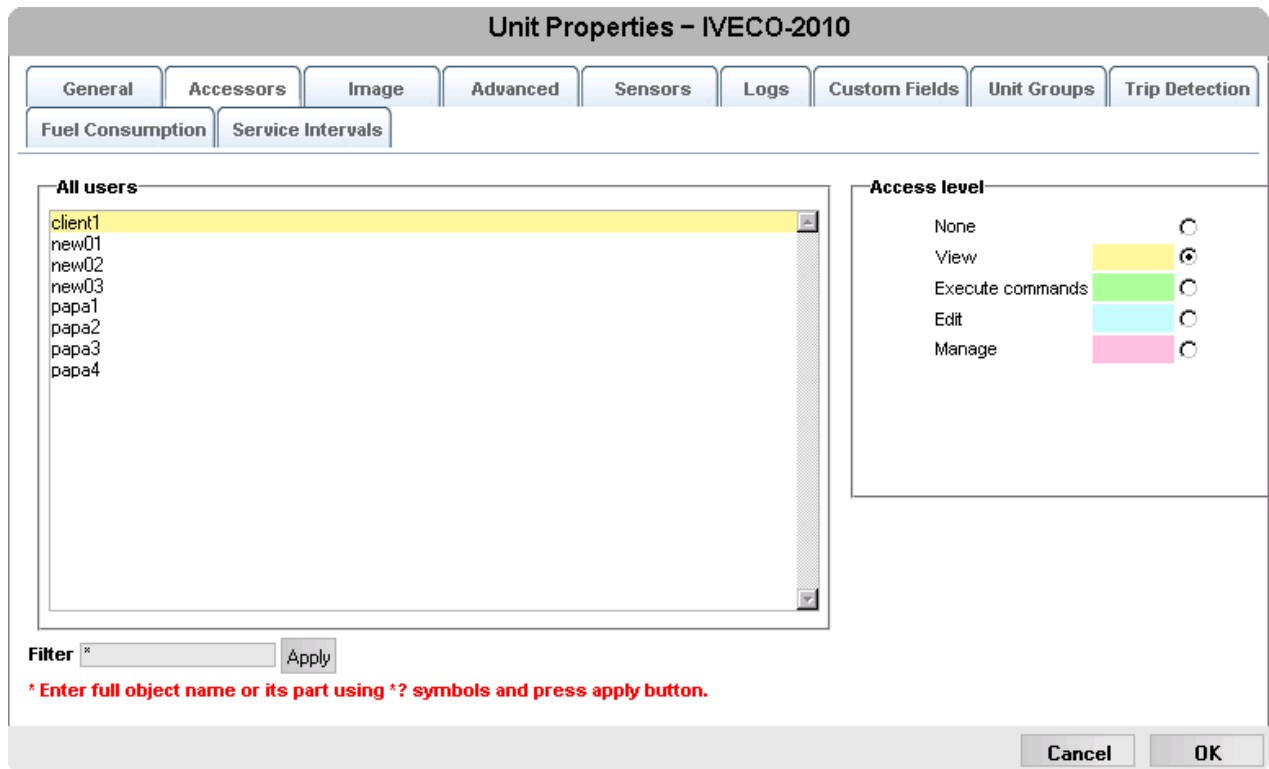 Unit Properties – IVECO-2010
General Accessors Image Advanced Sensors Logs Custom Fields Unit Groups Trip Detection
Fuel Consumption Service Intervals
All users
client1
new01
new02
new03
papa1
papa2
papa3
papa4
Access level
None
View
Execute commands
Edit
Manage
Filter * Apply
* Enter full object name or its part using *? symbols and press apply button.
Cancel OK